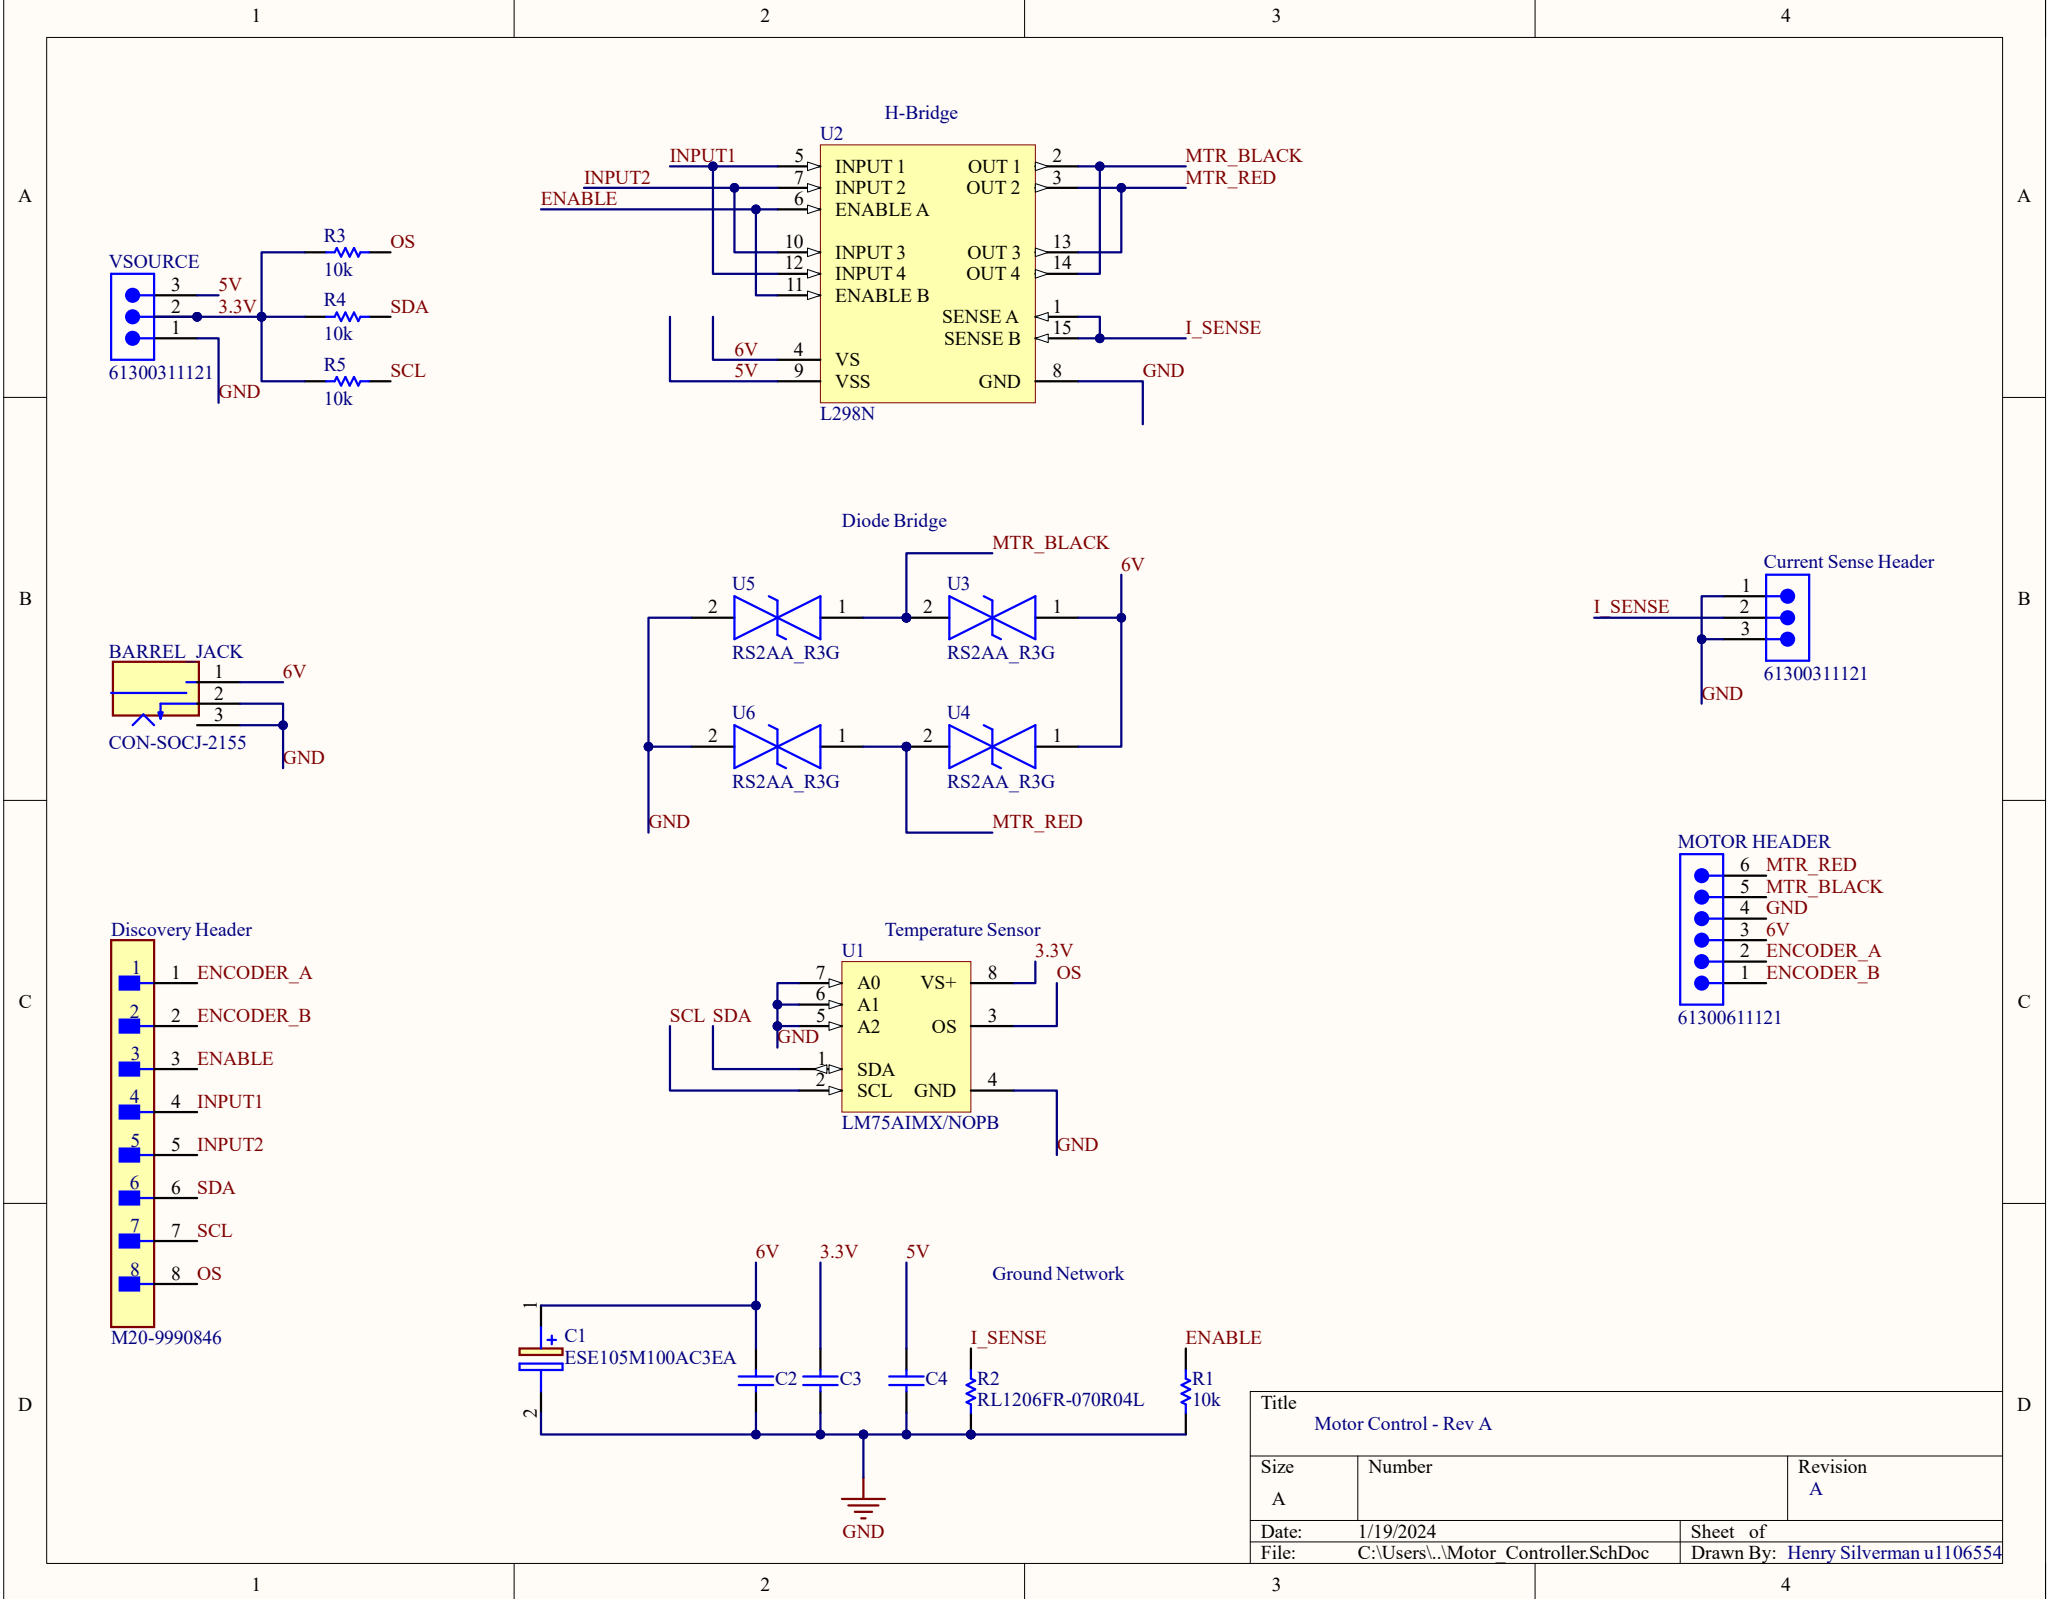 1 2 3 4
A A
B B
C C
D D
VSOURCE
3 5V
2 3.3V
1
GND
61300311121
R3 OS
10k
R4 SDA
10k
R5 SCL
10k
H-Bridge
U2
INPUT1 5 INPUT 1 OUT 1 2 MTR_BLACK
INPUT2 7 INPUT 2 OUT 2 3 MTR_RED
ENABLE 6 ENABLE A
10 INPUT 3 OUT 3 13
12 INPUT 4 OUT 4 14
11 ENABLE B
SENSE A 1
SENSE B 15 I_SENSE
6V 4 VS
5V 9 VSS GND 8 GND
L298N
BARREL JACK
1 6V
2
3
CON-SOCJ-2155
GND
Diode Bridge
MTR_BLACK
6V
U5 U3
2 1 2 1
RS2AA_R3G RS2AA_R3G
U6 U4
2 1 2 1
RS2AA_R3G RS2AA_R3G
GND MTR_RED
Current Sense Header
1
I_SENSE 2
3
61300311121
GND
MOTOR HEADER
6 MTR_RED
5 MTR_BLACK
4 GND
3 6V
2 ENCODER_A
1 ENCODER_B
61300611121
Discovery Header
1 1 ENCODER_A
2 2 ENCODER_B
3 3 ENABLE
4 4 INPUT1
5 5 INPUT2
6 6 SDA
7 7 SCL
8 8 OS
M20-9990846
Temperature Sensor
U1 3.3V
7 A0 VS+ 8 OS
6 A1
SCL SDA 5 A2 OS 3
GND
1 SDA
2 SCL GND 4
LM75AIMX/NOPB
GND
6V 3.3V 5V
Ground Network
1
+ C1
ESE105M100AC3EA
2
C2 C3 C4
I_SENSE
R2
RL1206FR-070R04L
ENABLE
R1
10k
GND
Title
Motor Control - Rev A
Size Number Revision
A A
Date: 1/19/2024 Sheet of
File: C:\Users\..\Motor_Controller.SchDoc Drawn By: Henry Silverman u1106554
1 2 3 4